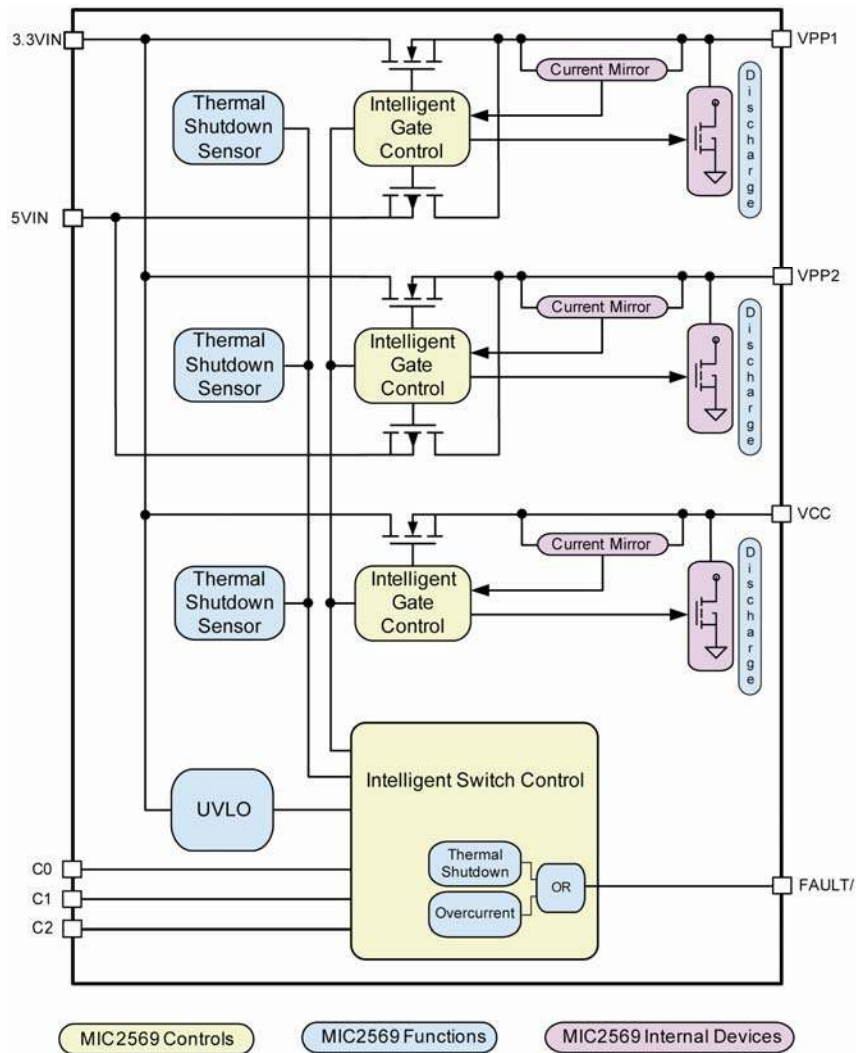 3.3VIN
VPP1
Current Mirror
Thermal
Shutdown
Sensor
Intelligent
Gate
Control
Discharge
5VIN
VPP2
Current Mirror
Thermal
Shutdown
Sensor
Intelligent
Gate
Control
Discharge
VCC
Current Mirror
Thermal
Shutdown
Sensor
Intelligent
Gate
Control
Discharge
Intelligent Switch Control
UVLO
Thermal
Shutdown
OR
Overcurrent
C0
C1
C2
FAULT/
MIC2569 Controls
MIC2569 Functions
MIC2569 Internal Devices